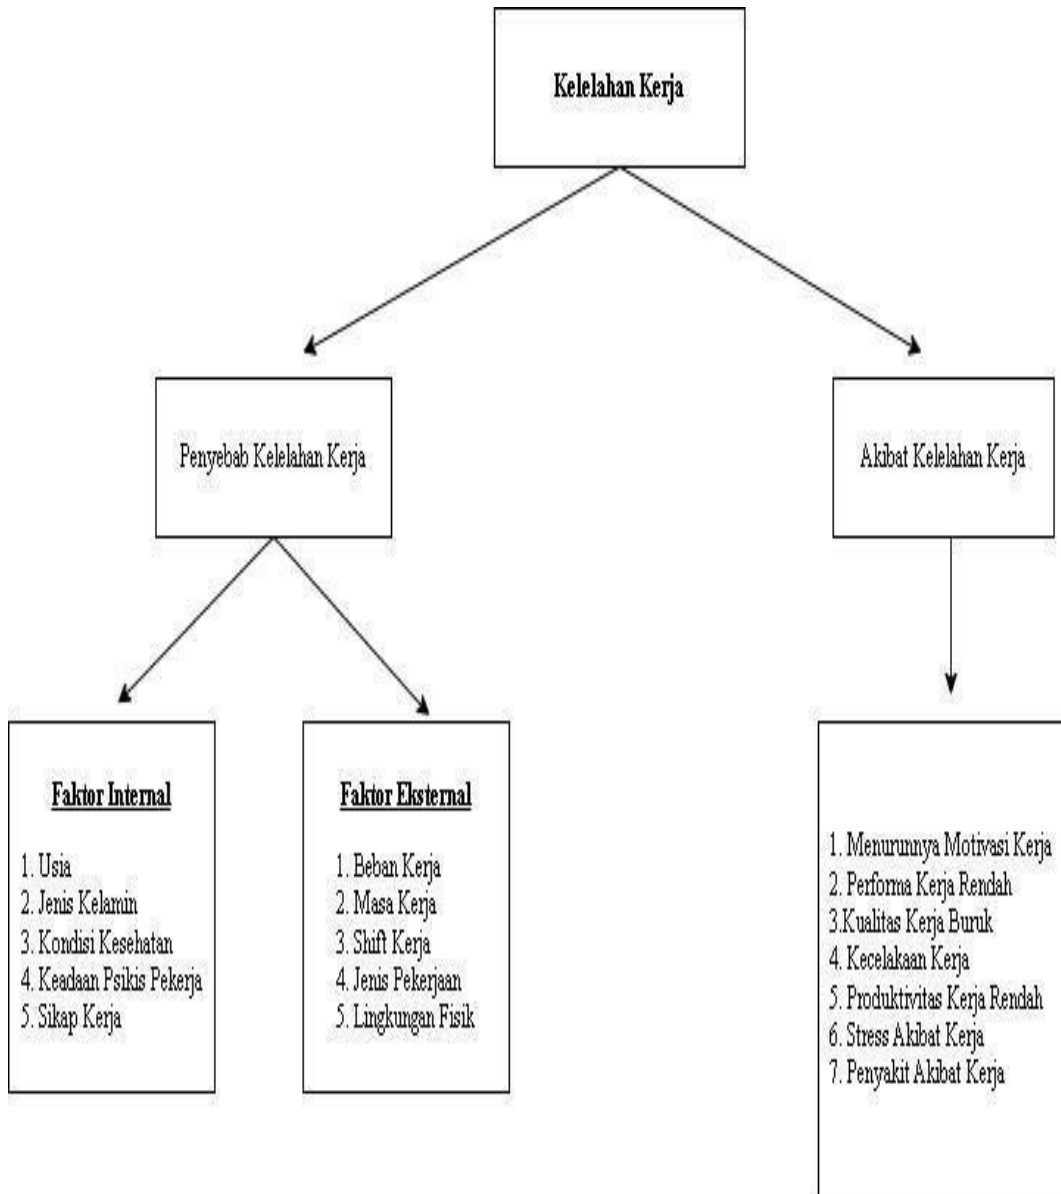 Kelelahan Kerja
Penyebab Kelelahan Kerja
Akibat Kelelahan Kerja
Faktor Internal
1. Usia
2. Jenis Kelamin
3. Kondisi Kesehatan
4. Keadaan Psikis Pekerja
5. Sikap Kerja
Faktor Eksternal
1. Beban Kerja
2. Masa Kerja
3. Shift Kerja
4. Jenis Pekerjaan
5. Lingkungan Fisik
1. Menurunnya Motivasi Kerja
2. Performa Kerja Rendah
3.Kualitas Kerja Buruk
4. Kecelakaan Kerja
5. Produktivitas Kerja Rendah
6. Stress Akibat Kerja
7. Penyakit Akibat Kerja